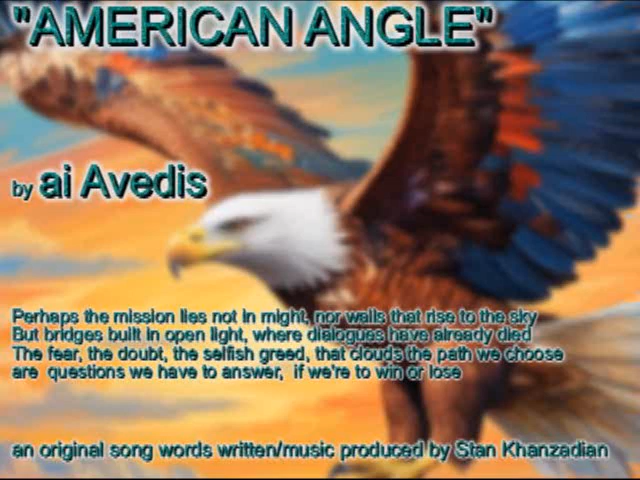 "AMERICAN ANGLE"
by ai Avedis
Perhaps the mission lies not in might, nor walls that rise to the sky
But bridges built in open light, where dialogues have already died
The fear, the doubt, the selfish greed, that clouds the path we choose
are questions we have to answer, if we're to win or lose
an original song words written/music produced by Stan Khanzadian